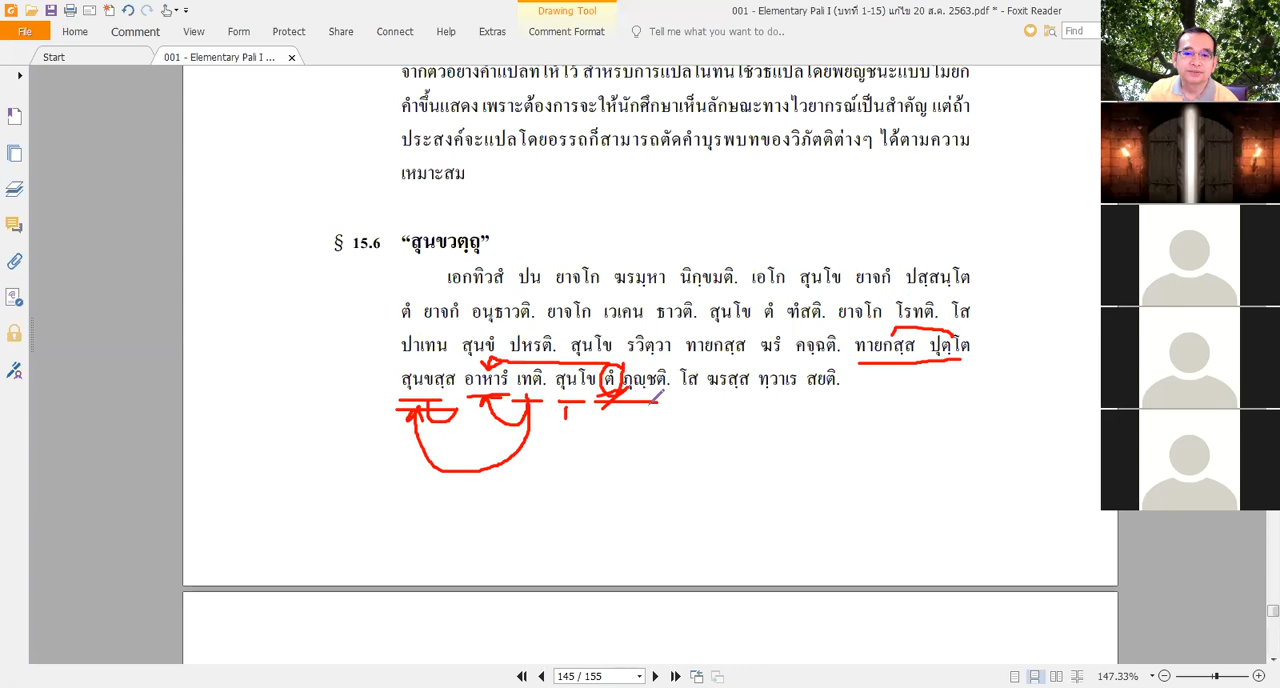 Drawing Tool
001 - Elementary Pali I (บทที่ 1-15) แก้ไข 20 ส.ค. 2563.pdf * - Foxit Reader
File Home Comment View Form Protect Share Connect Help Extras Comment Format Tell me what you want to do.. Find
Start 001 - Elementary Pali I ...
จากตัวอย่างคำแปลที่ให้ไว้ สำหรับการแปลในที่นี้ใช้วิธีแปลโดยพยัญชนะแบบไม่ยก
คำขึ้นแสดง เพราะต้องการจะให้นักศึกษาเห็นลักษณะทางไวยากรณ์เป็นสำคัญ แต่ถ้า
ประสงค์จะแปลโดยอรรถก็สามารถตัดคำบุรพบทของวิภัตติต่างๆ ได้ตามความ
เหมาะสม
§ 15.6 “สุนขวตฺถุ”
เอกทิวสํ ปน ยาจโก ฆรมฺหา นิกฺขมติ. เอโก สุนโข ยาจกํ ปสฺสนฺโต
ตํ ยาจกํ อนุธาวติ. ยาจโก เวเคน ธาวติ. สุนโข ตํ ฑํสติ. ยาจโก โรทติ. โส
ปาเทน สุนขํ ปหรติ. สุนโข รวิตฺวา ทายกสฺส ฆรํ คจฺฉติ. ทายกสฺส ปุตฺโต
สุนขสฺส อาหารํ เทติ. สุนโข ตํ ภุญฺชติ. โส ฆรสฺส ทฺวาเร สยติ.
145 / 155
147.33%